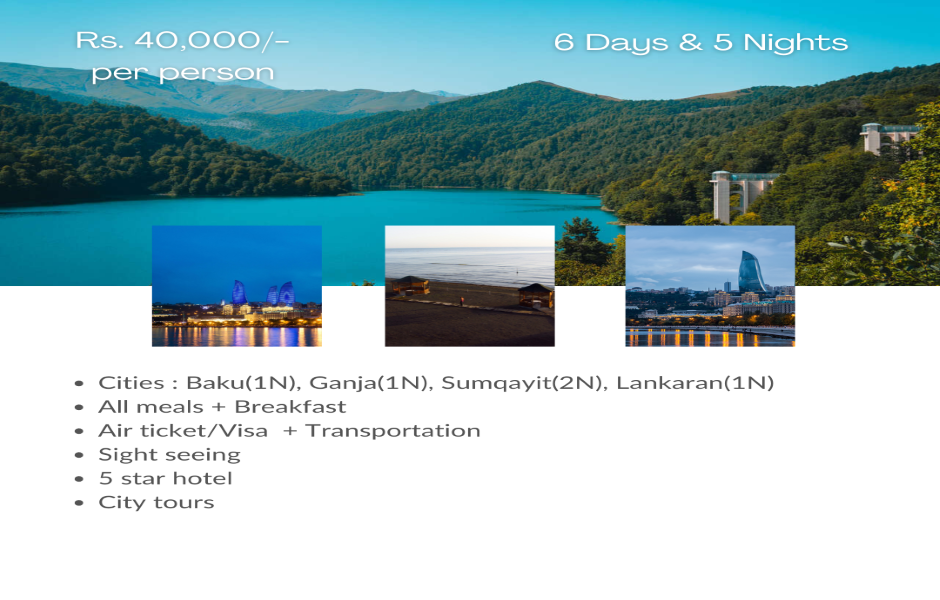 Rs. 40,000/-
per person
6 Days & 5 Nights
• Cities : Baku(1N), Ganja(1N), Sumqayit(2N), Lankaran(1N)
• All meals + Breakfast
• Air ticket/Visa  + Transportation
• Sight seeing
• 5 star hotel
• City tours